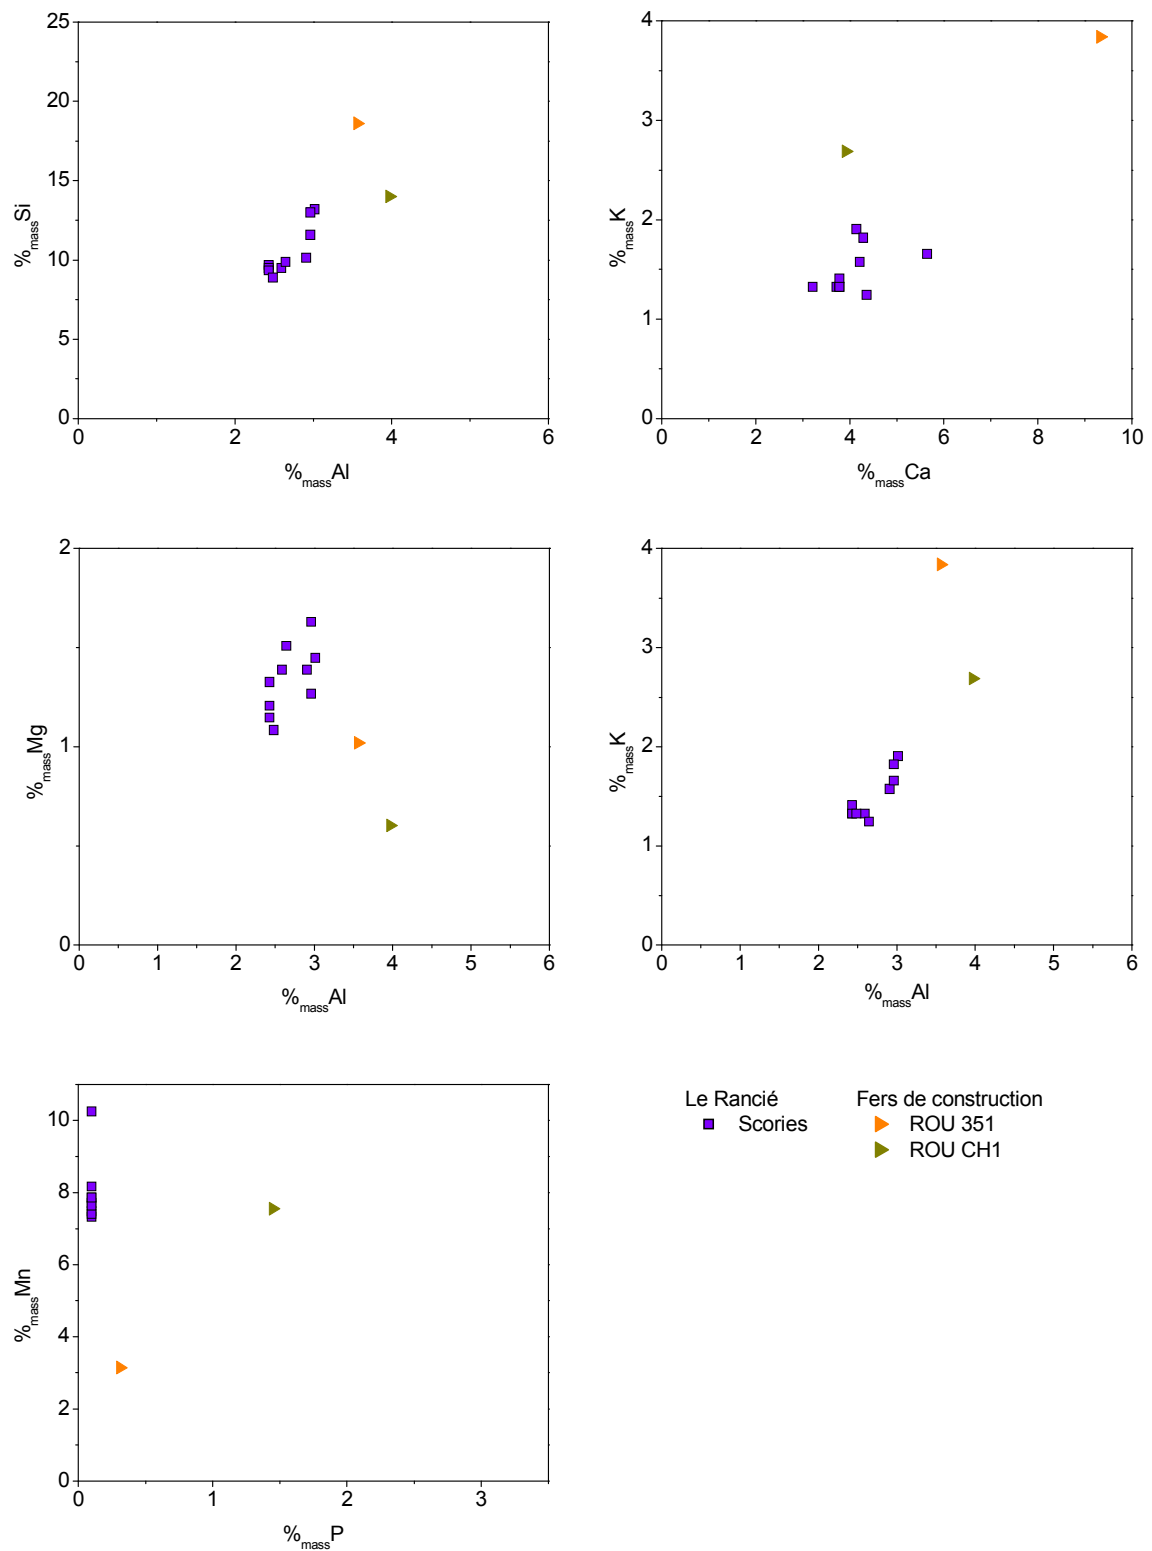 25
20
15
10
5
0
%massSi
0 2 4 6
%massAl
4
3
2
1
0
%massK
0 2 4 6 8 10
%massCa
2
1
0
%massMg
0 1 2 3 4 5 6
%massAl
4
3
2
1
0
%massK
0 1 2 3 4 5 6
%massAl
10
8
6
4
2
0
%massMn
0 1 2 3
%massP
Le Rancié Fers de construction
Scories ROU 351
ROU CH1